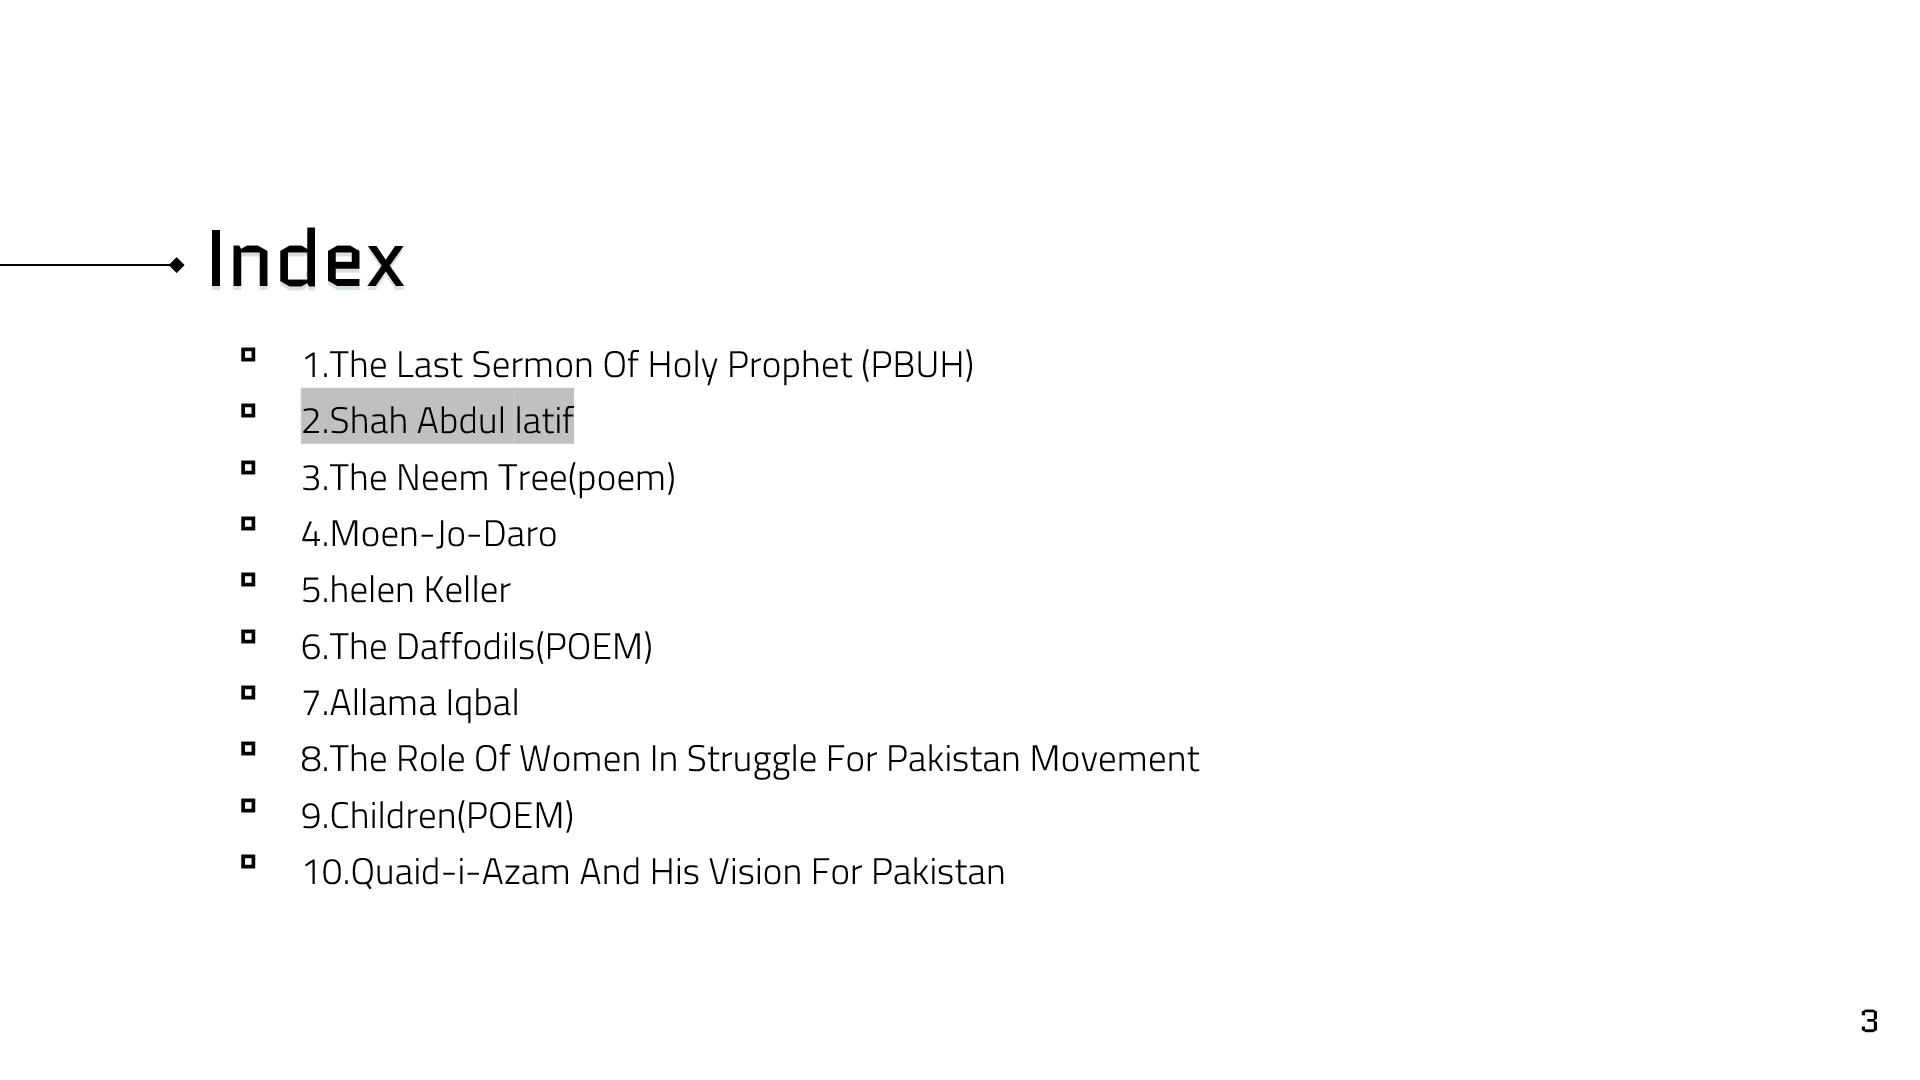 Index
1.The Last Sermon Of Holy Prophet (PBUH)
2.Shah Abdul latif
3.The Neem Tree(poem)
4.Moen-Jo-Daro
5.helen Keller
6.The Daffodils(POEM)
7.Allama Iqbal
8.The Role Of Women In Struggle For Pakistan Movement
9.Children(POEM)
10.Quaid-i-Azam And His Vision For Pakistan
3